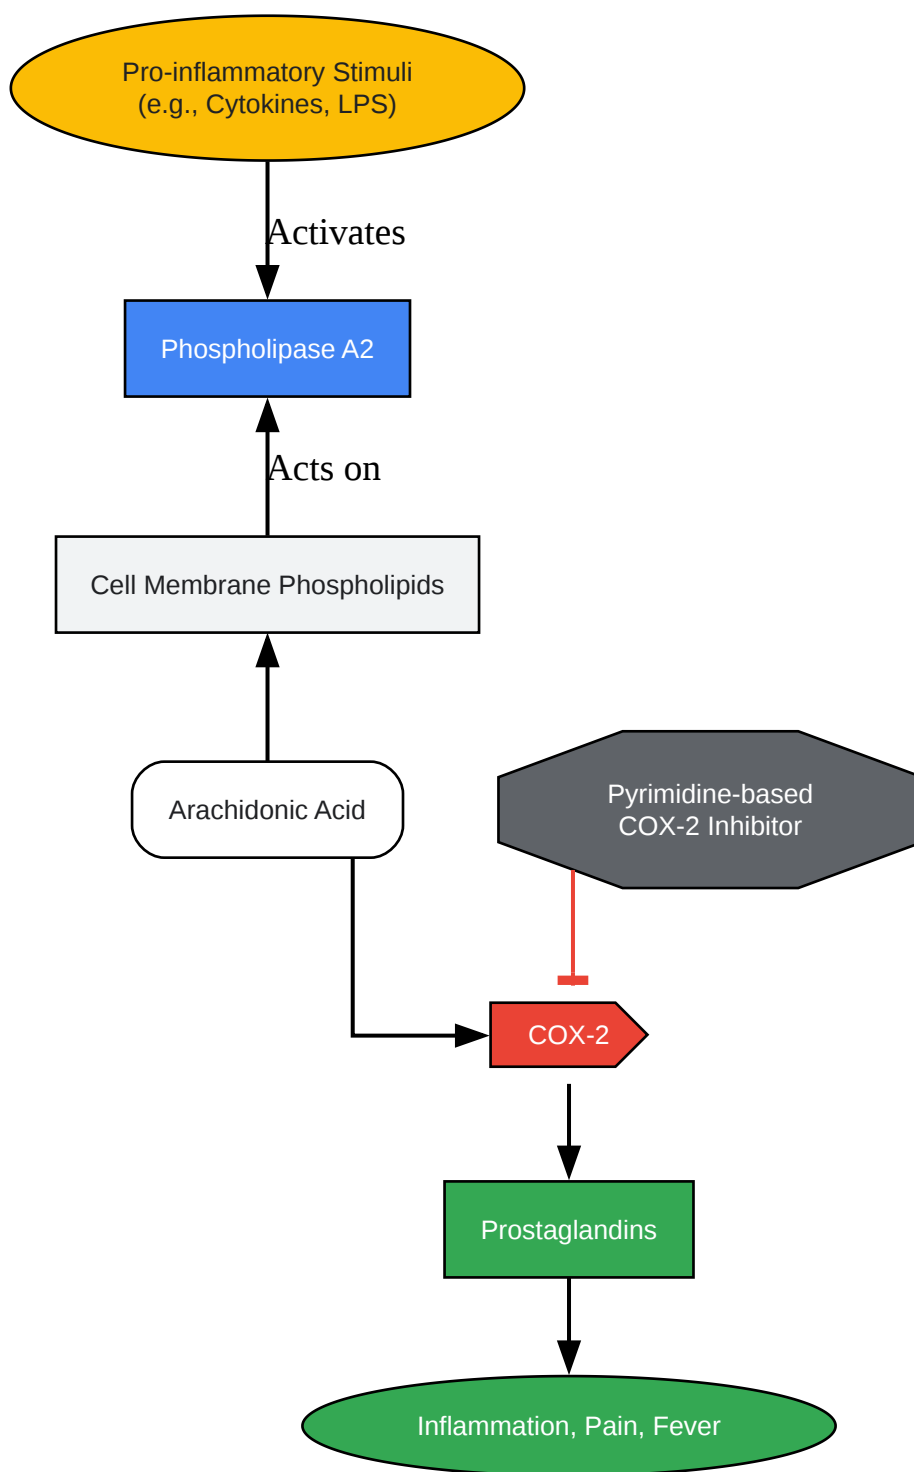 Pro-inflammatory Stimuli
(e.g., Cytokines, LPS)
Activates
Phospholipase A2
Acts on
Cell Membrane Phospholipids
Arachidonic Acid
Pyrimidine-based
COX-2 Inhibitor
COX-2
Prostaglandins
Inflammation, Pain, Fever